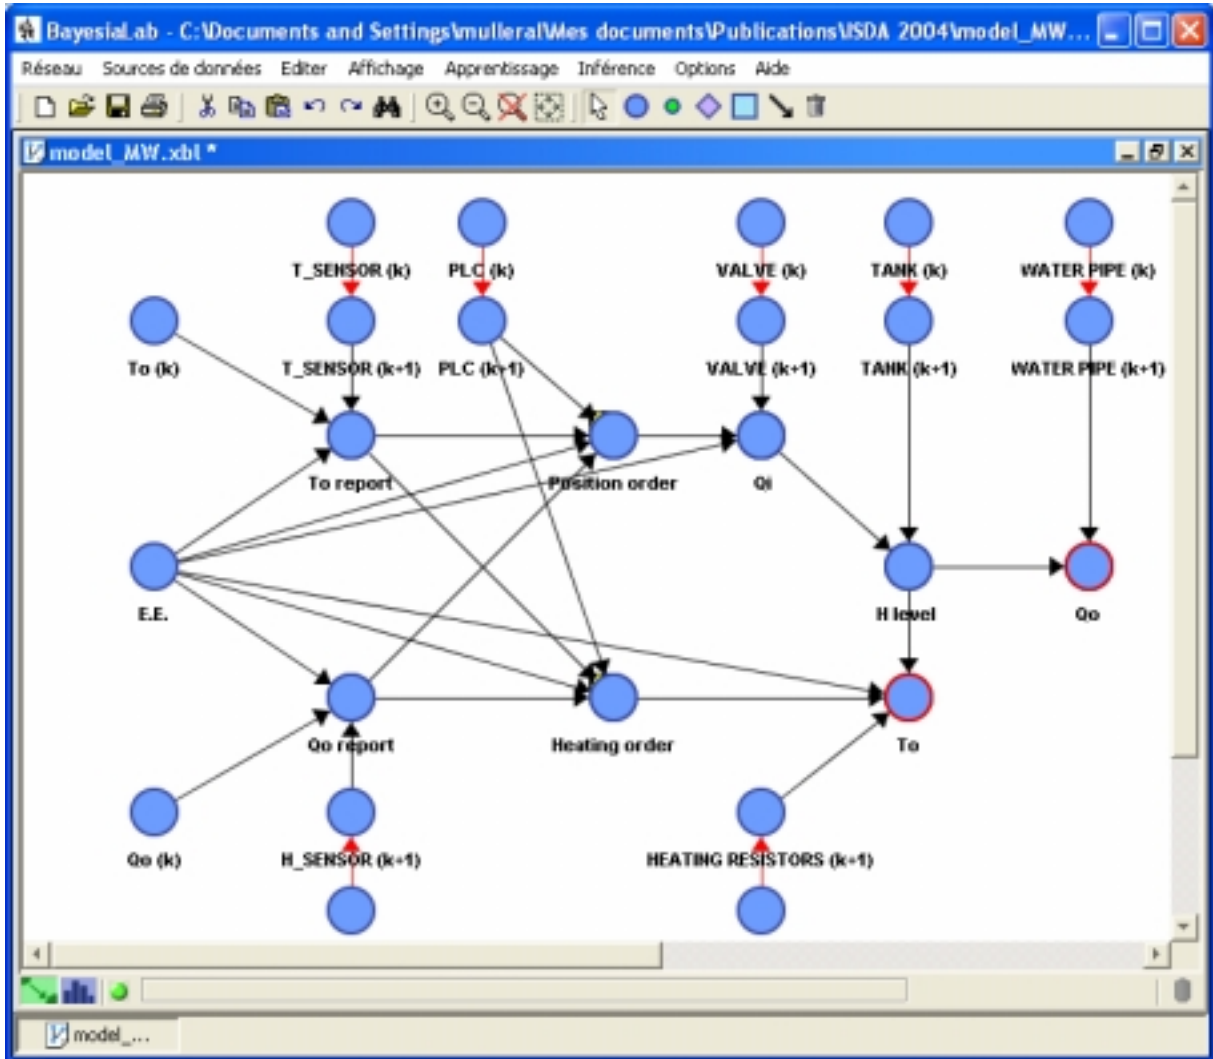 BayesiaLab - C:\Documents and Settings\mulleral\Mes documents\Publications\ISDA 2004\model_MW...
Réseau Sources de données Editer Affichage Apprentissage Inférence Options Aide
model_MW.xbl *
T_SENSOR (k) PLC (k) VALVE (k) TANK (k) WATER PIPE (k)
To (k) T_SENSOR (k+1) PLC (k+1) VALVE (k+1) TANK (k+1) WATER PIPE (k+1)
To report Position order Qi
E.E. H level Qo
Qo report Heating order To
Qo (k) H_SENSOR (k+1) HEATING RESISTORS (k+1)
model_...